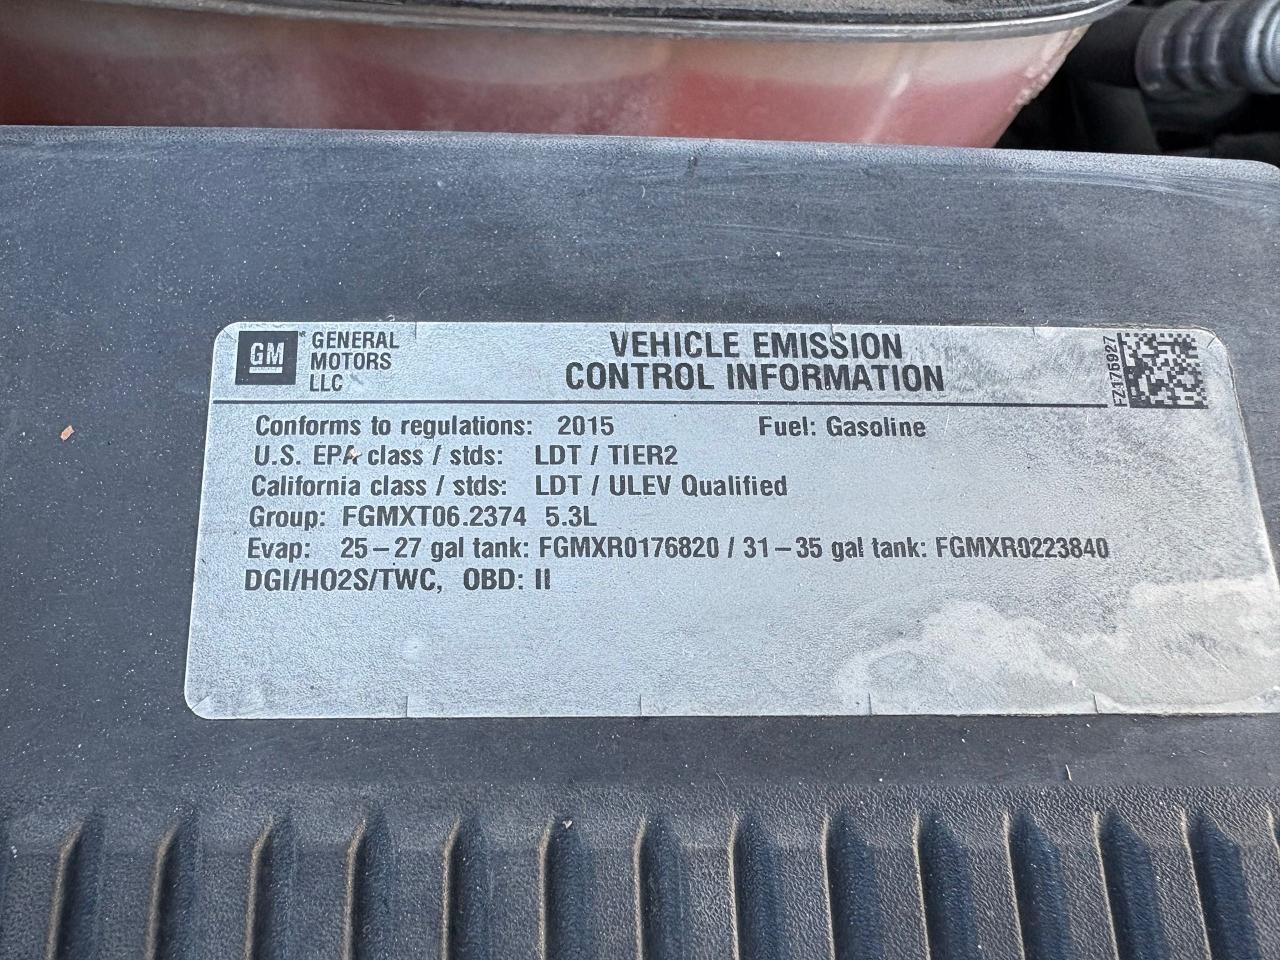 GM
GENERAL
MOTORS
LLC
VEHICLE EMISSION
CONTROL INFORMATION
FZ476927
Conforms to regulations: 2015 Fuel: Gasoline
U.S. EPA class / stds: LDT / TIER2
California class / stds: LDT / ULEV Qualified
Group: FGMXT06.2374 5.3L
Evap: 25–27 gal tank: FGMXR0176820 / 31–35 gal tank: FGMXR0223840
DGI/HO2S/TWC, OBD: II